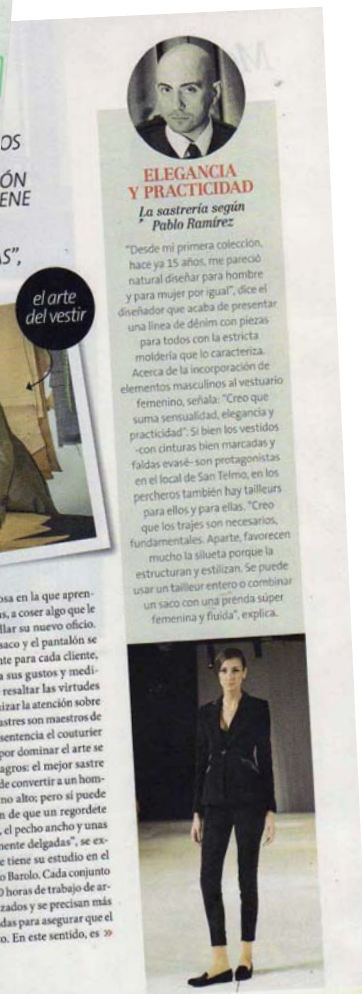 OS
ÓN
ENE
AS",
el arte
del vestir
osa en la que apren-
as, a coser algo que le
llar su nuevo oficio.
saco y el pantalón se
nte para cada cliente,
a sus gustos y medi-
resaltar las virtudes
izar la atención sobre
astres son maestros de
sentencia el couturier
por dominar el arte se
agros: el mejor sastre
de convertir a un hom-
no alto; pero sí puede
n de que un regordete
, el pecho ancho y unas
mente delgadas", se ex-
e tiene su estudio en el
o Barolo. Cada conjunto
0 horas de trabajo de ar-
zados y se precisan más
das para asegurar que el
to. En este sentido, es »
ELEGANCIA
Y PRACTICIDAD
La sastrería según
Pablo Ramírez
"Desde mi primera colección,
hace ya 15 años, me pareció
natural diseñar para hombre
y para mujer por igual", dice el
diseñador que acaba de presentar
una línea de dénim con piezas
para todos con la estricta
moldería que lo caracteriza.
Acerca de la incorporación de
elementos masculinos al vestuario
femenino, señala: "Creo que
suma sensualidad, elegancia y
practicidad". Si bien los vestidos
-con cinturas bien marcadas y
faldas evasé- son protagonistas
en el local de San Telmo, en los
percheros también hay tailleurs
para ellos y para ellas. "Creo
que los trajes son necesarios,
fundamentales. Aparte, favorecen
mucho la silueta porque la
estructuran y estilizan. Se puede
usar un tailleur entero o combinar
un saco con una prenda súper
femenina y fluida", explica.